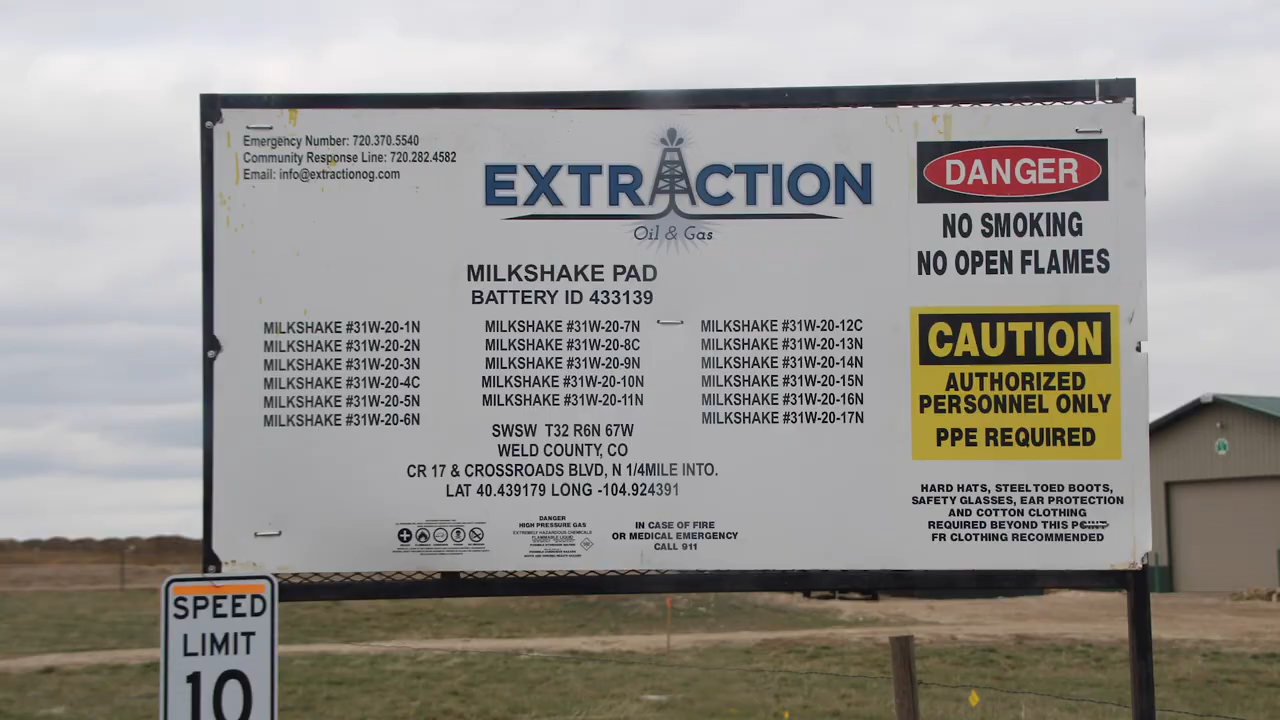 Emergency Number: 720.370.5540
Community Response Line: 720.282.4582
Email: info@extractionog.com
EXTRACTION
Oil & Gas
MILKSHAKE PAD
BATTERY ID 433139
MILKSHAKE #31W-20-1N
MILKSHAKE #31W-20-2N
MILKSHAKE #31W-20-3N
MILKSHAKE #31W-20-4C
MILKSHAKE #31W-20-5N
MILKSHAKE #31W-20-6N
MILKSHAKE #31W-20-7N
MILKSHAKE #31W-20-8C
MILKSHAKE #31W-20-9N
MILKSHAKE #31W-20-10N
MILKSHAKE #31W-20-11N
MILKSHAKE #31W-20-12C
MILKSHAKE #31W-20-13N
MILKSHAKE #31W-20-14N
MILKSHAKE #31W-20-15N
MILKSHAKE #31W-20-16N
MILKSHAKE #31W-20-17N
SWSW T32 R6N 67W
WELD COUNTY, CO
CR 17 & CROSSROADS BLVD, N 1/4MILE INTO.
LAT 40.439179 LONG -104.924391
DANGER
HIGH PRESSURE GAS
EXTREMELY HAZARDOUS CHEMICALS
FLAMMABLE LIQUID
IN CASE OF FIRE
OR MEDICAL EMERGENCY
CALL 911
DANGER
NO SMOKING
NO OPEN FLAMES
CAUTION
AUTHORIZED
PERSONNEL ONLY
PPE REQUIRED
HARD HATS, STEEL TOED BOOTS,
SAFETY GLASSES, EAR PROTECTION
AND COTTON CLOTHING
REQUIRED BEYOND THIS POINT
FR CLOTHING RECOMMENDED
SPEED
LIMIT
10